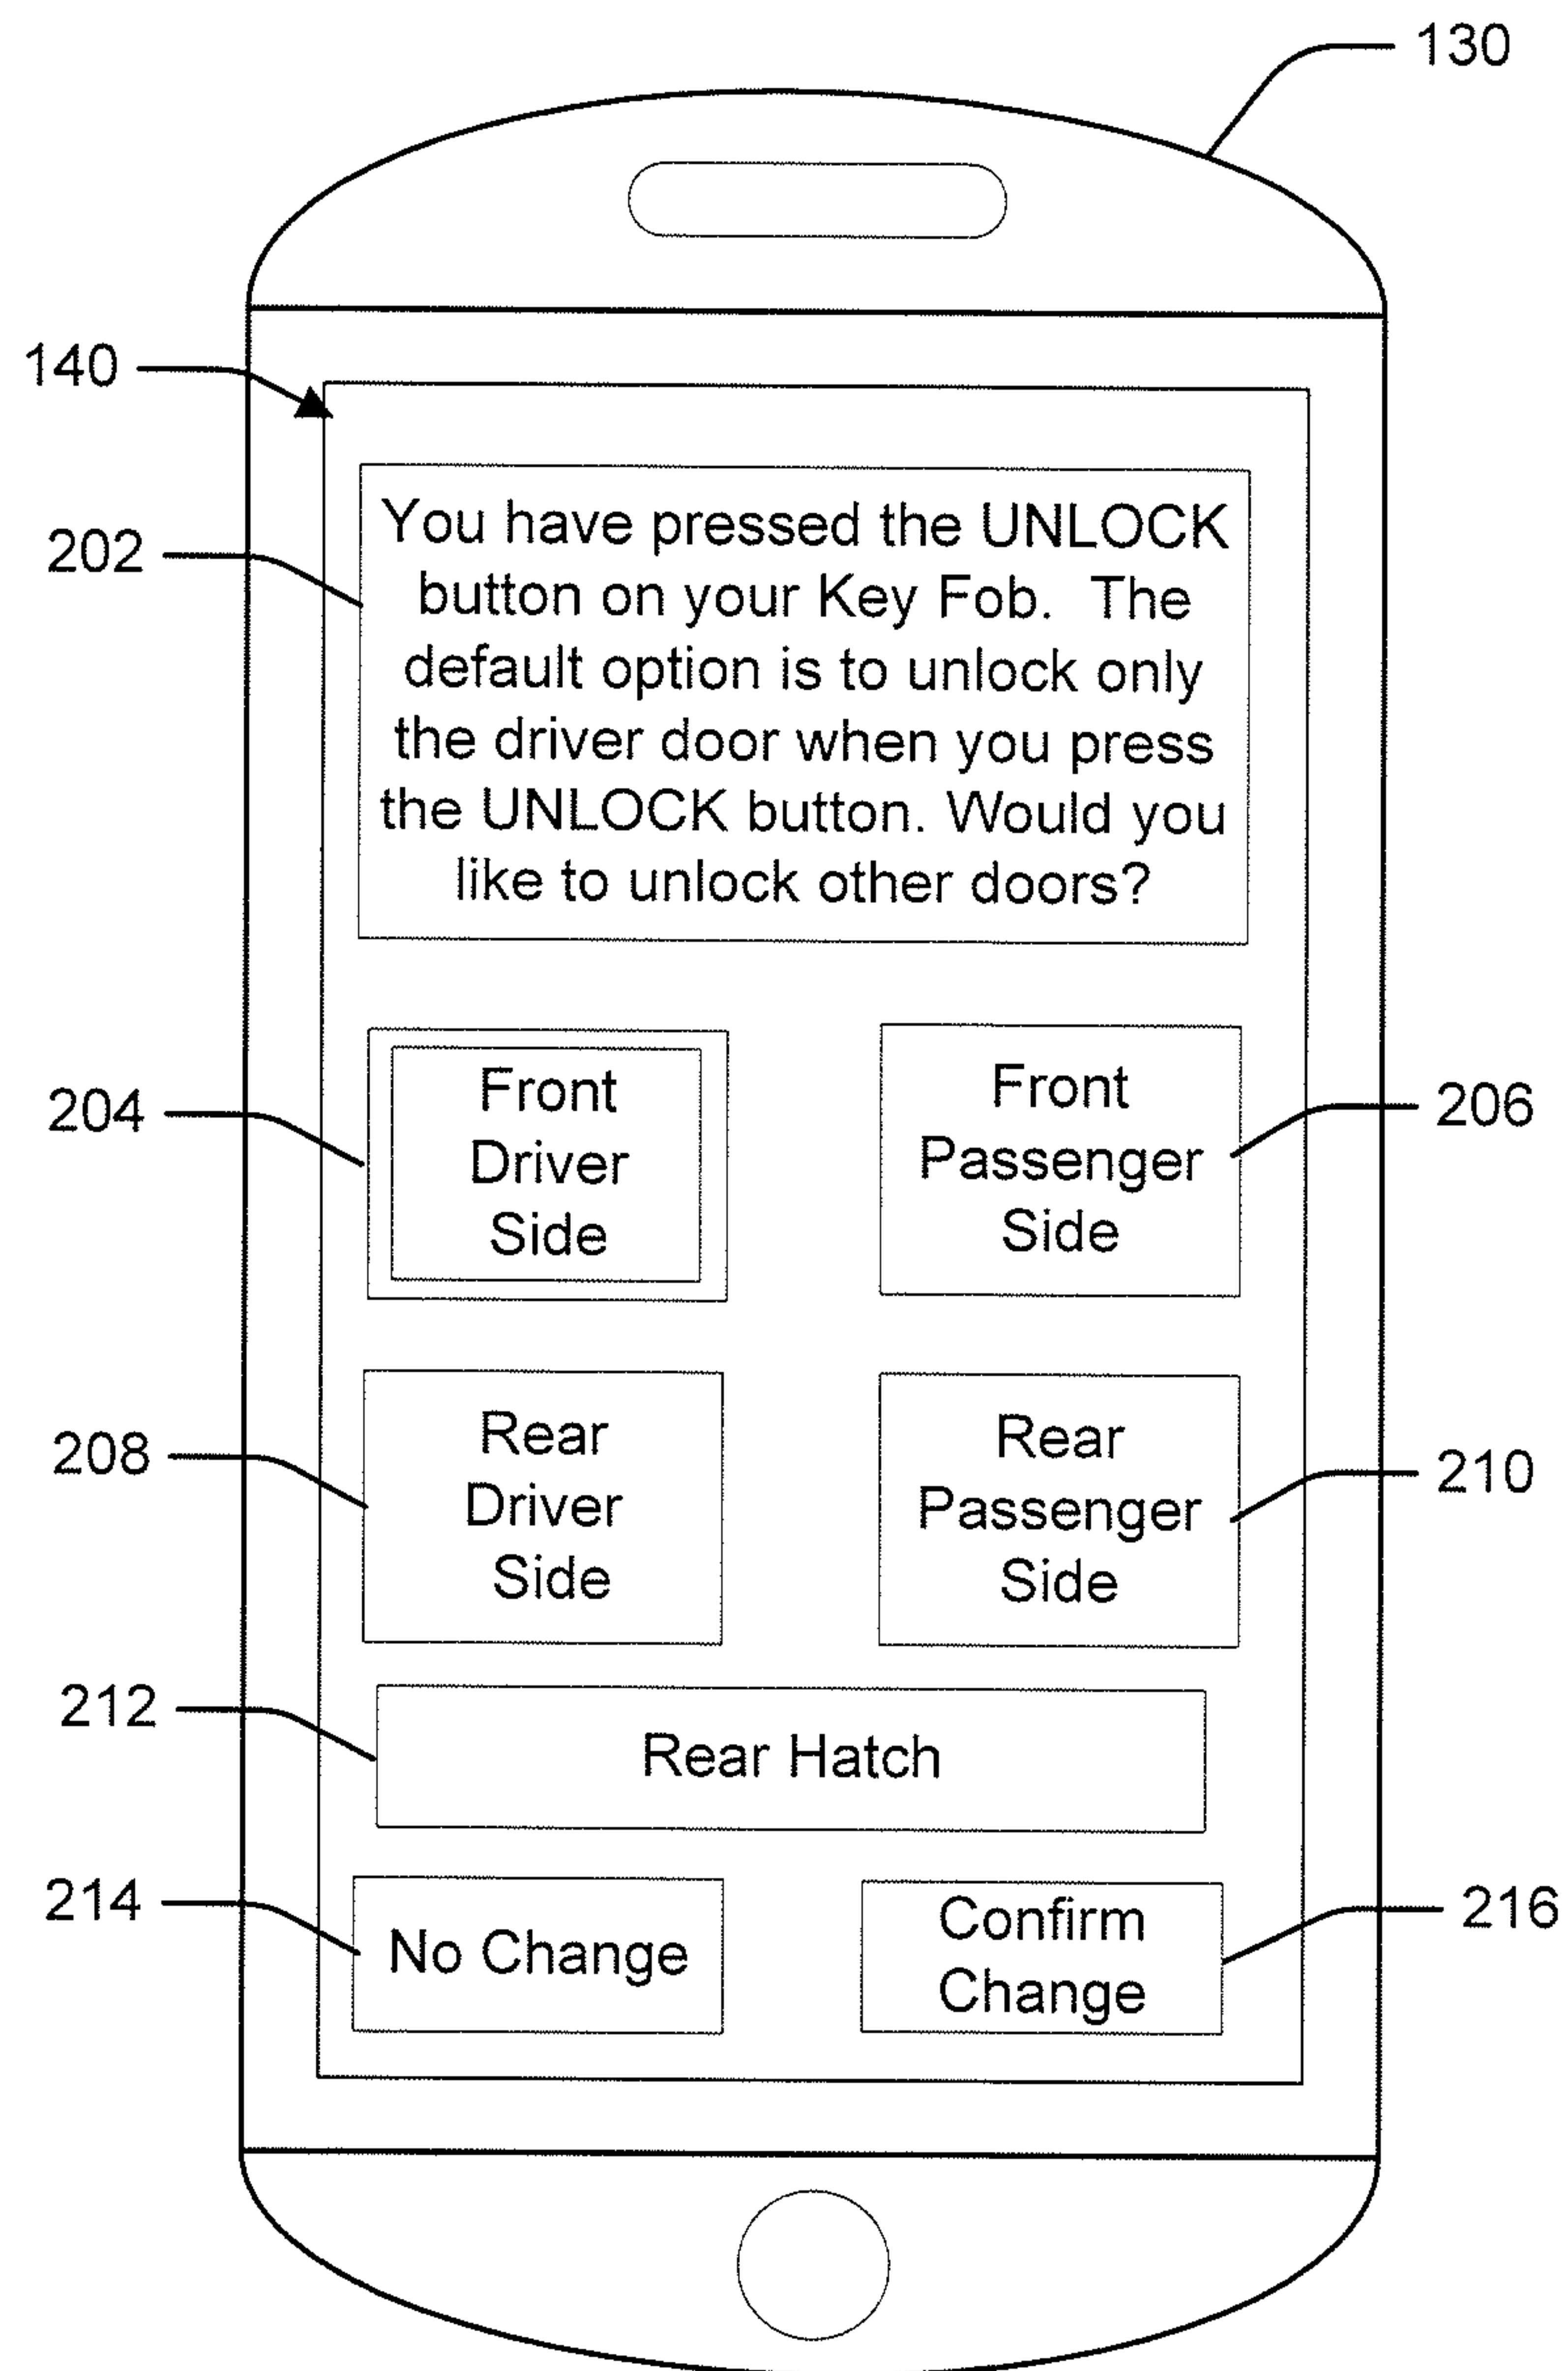 130
140
202
You have pressed the UNLOCK
button on your Key Fob. The
default option is to unlock only
the driver door when you press
the UNLOCK button. Would you
like to unlock other doors?
204
Front
Driver
Side
Front
Passenger
Side
206
208
Rear
Driver
Side
Rear
Passenger
Side
210
212
Rear Hatch
214
No Change
Confirm
Change
216